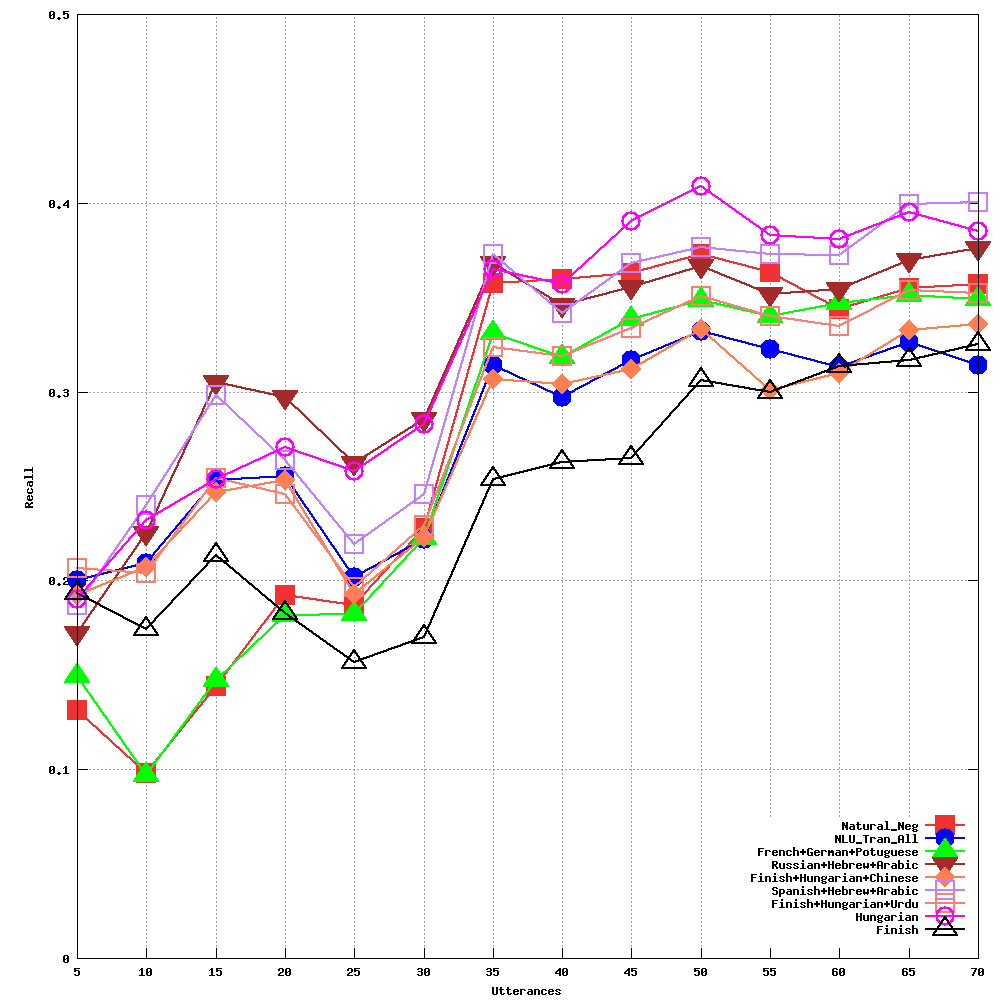 0.5
0.4
0.3
0.2
0.1
0
Recall
5 10 15 20 25 30 35 40 45 50 55 60 65 70
Utterances
Natural_Neg
NLU_Tran_All
French+German+Potuguese
Russian+Hebrew+Arabic
Finish+Hungarian+Chinese
Spanish+Hebrew+Arabic
Finish+Hungarian+Urdu
Hungarian
Finish